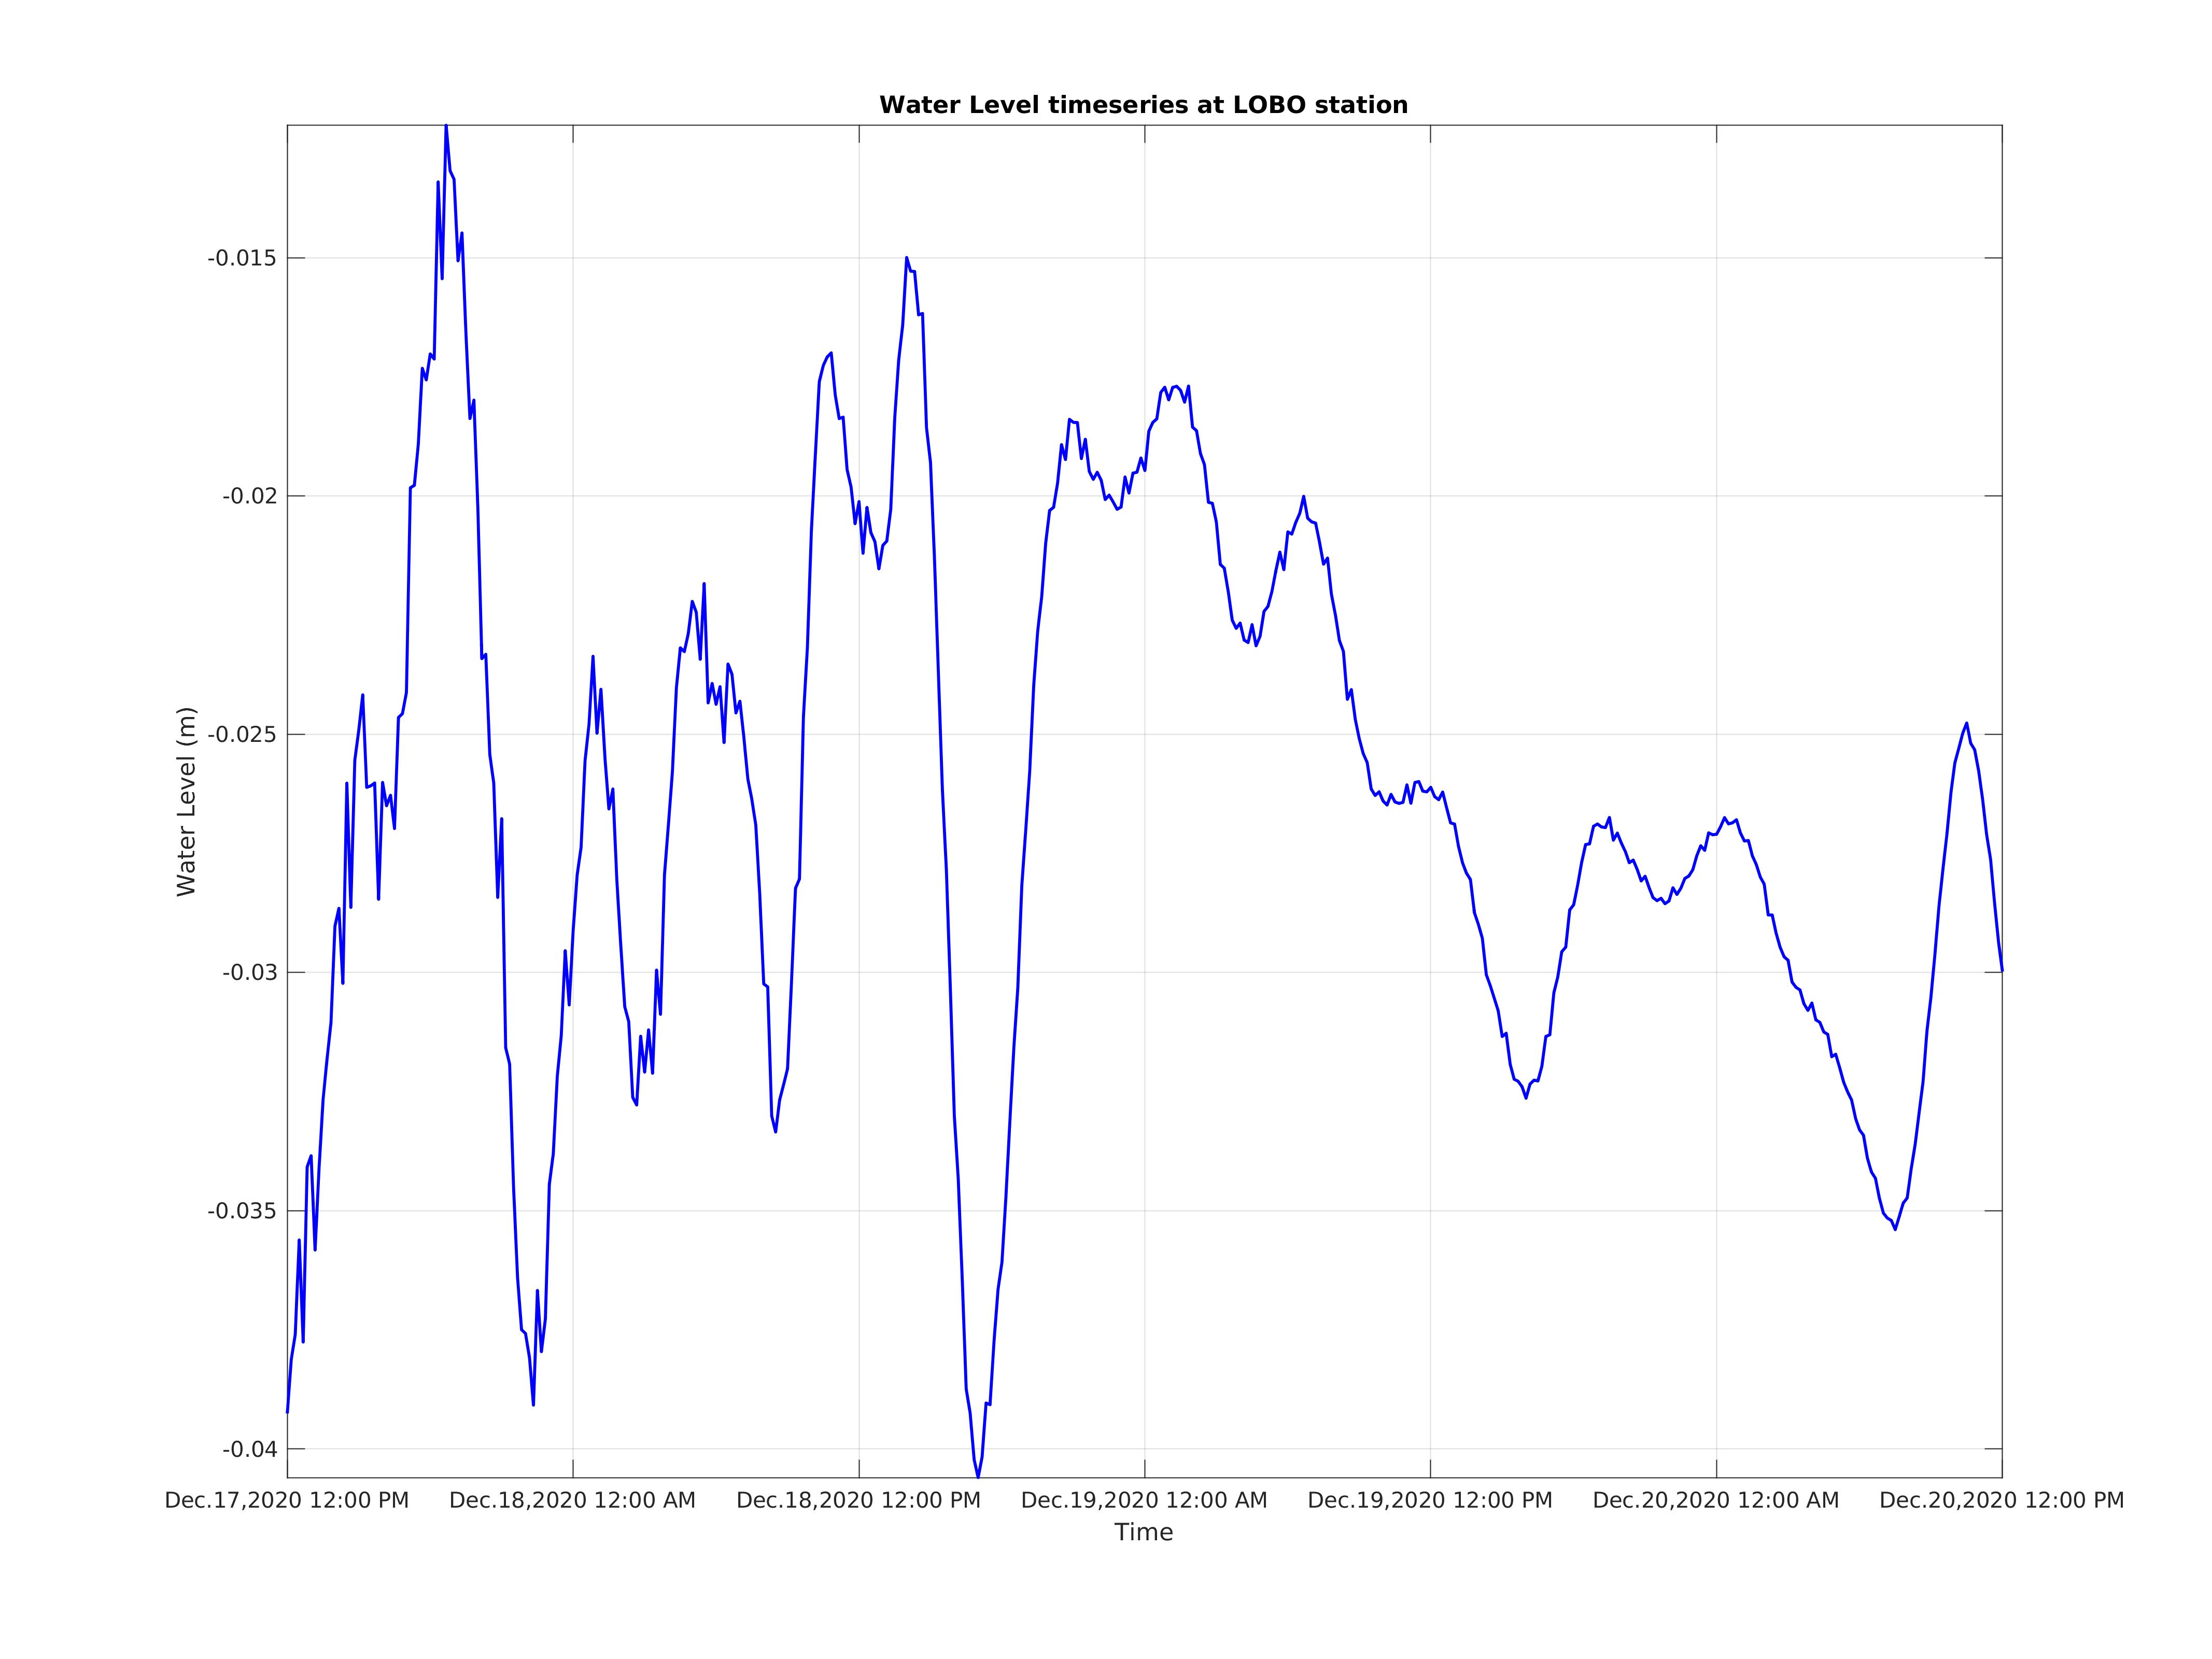 Water Level timeseries at LOBO station
-0.015
-0.02
-0.025
-0.03
-0.035
-0.04
Water Level (m)
Dec.17,2020 12:00 PM Dec.18,2020 12:00 AM Dec.18,2020 12:00 PM Dec.19,2020 12:00 AM Dec.19,2020 12:00 PM Dec.20,2020 12:00 AM Dec.20,2020 12:00 PM
Time